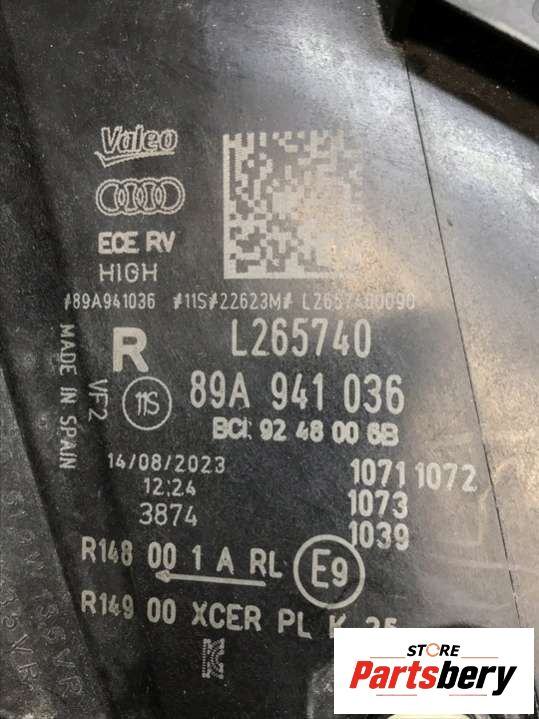 Valeo
ECE RV
HIGH
#89A941036 #11S#22623M# L2657400090
R L265740
MADE IN SPAIN
VF2
11S
89A 941 036
BCI: 92 48 00 6B
14/08/2023
12:24
3874
1071 1072
1073
1039
R148 00 1 A RL E9
R149 00 XCER PL K 25
STORE
Partsbery